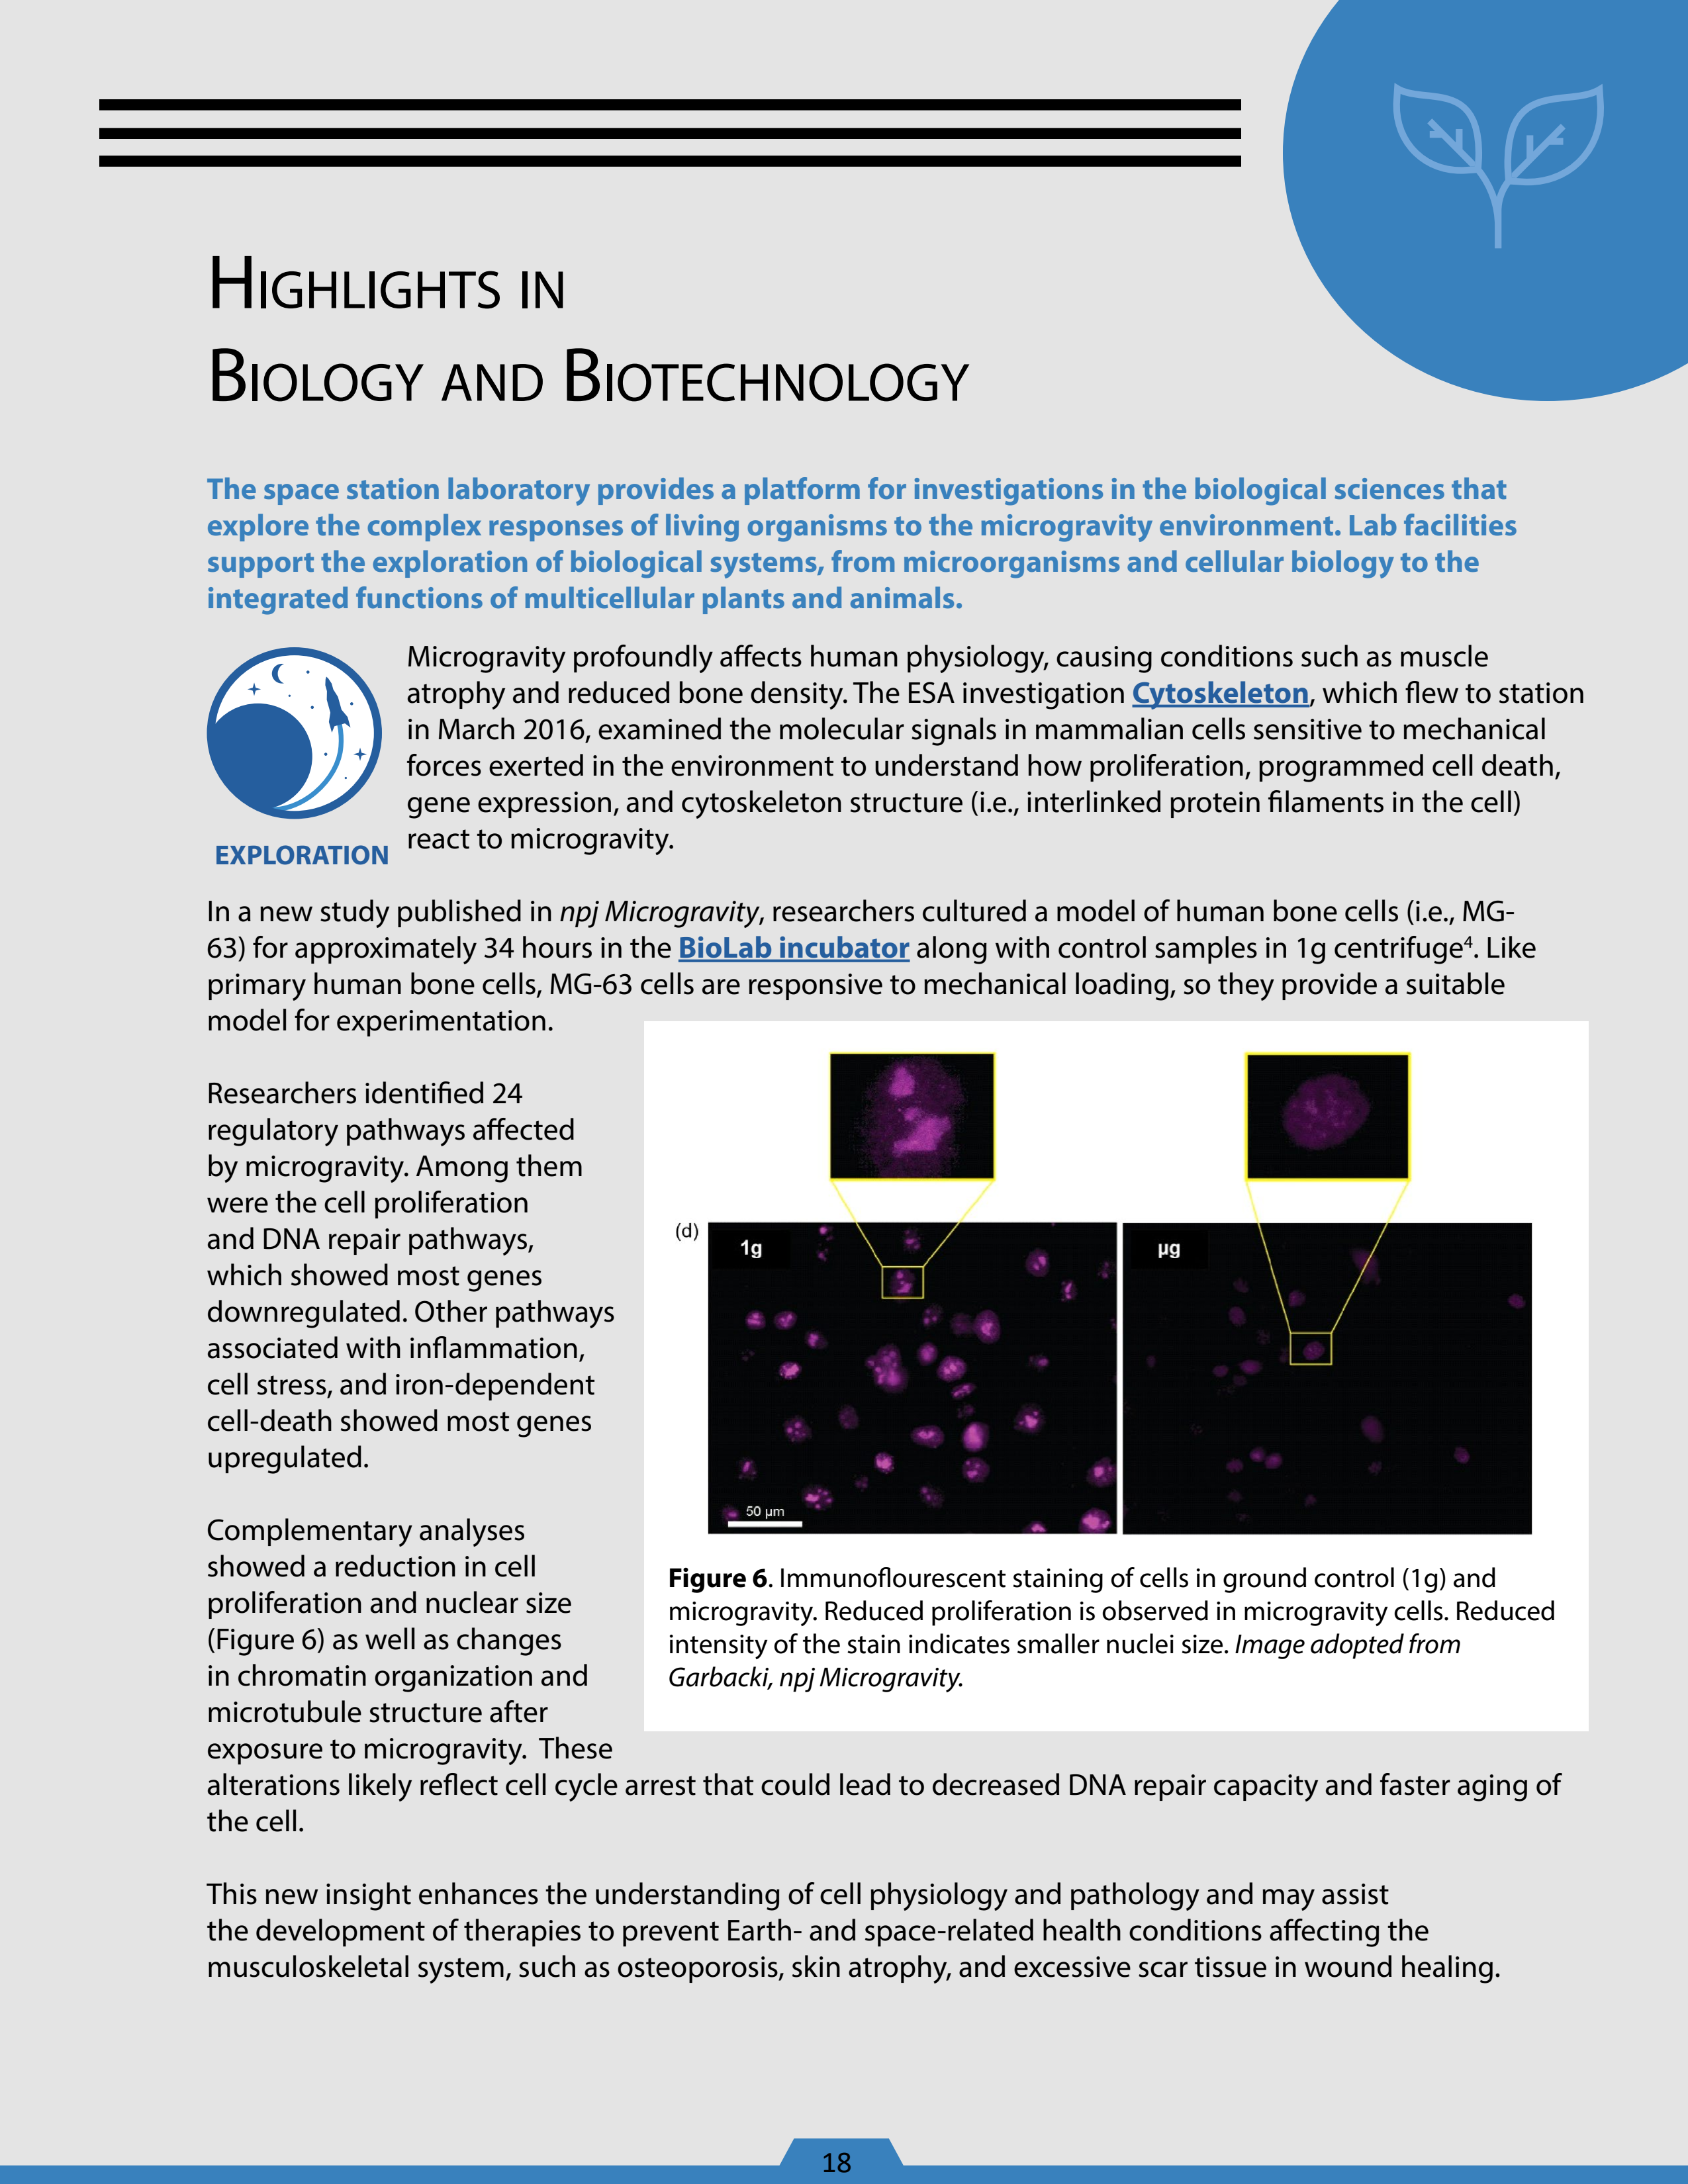 Highlights in
Biology and Biotechnology
The space station laboratory provides a platform for investigations in the biological sciences that
explore the complex responses of living organisms to the microgravity environment. Lab facilities
support the exploration of biological systems, from microorganisms and cellular biology to the
integrated functions of multicellular plants and animals.
EXPLORATION
Microgravity profoundly affects human physiology, causing conditions such as muscle
atrophy and reduced bone density. The ESA investigation Cytoskeleton, which flew to station
in March 2016, examined the molecular signals in mammalian cells sensitive to mechanical
forces exerted in the environment to understand how proliferation, programmed cell death,
gene expression, and cytoskeleton structure (i.e., interlinked protein filaments in the cell)
react to microgravity.
In a new study published in npj Microgravity, researchers cultured a model of human bone cells (i.e., MG-
63) for approximately 34 hours in the BioLab incubator along with control samples in 1g centrifuge⁴. Like
primary human bone cells, MG-63 cells are responsive to mechanical loading, so they provide a suitable
model for experimentation.
Researchers identified 24
regulatory pathways affected
by microgravity. Among them
were the cell proliferation
and DNA repair pathways,
which showed most genes
downregulated. Other pathways
associated with inflammation,
cell stress, and iron-dependent
cell-death showed most genes
upregulated.
Complementary analyses
showed a reduction in cell
proliferation and nuclear size
(Figure 6) as well as changes
in chromatin organization and
microtubule structure after
exposure to microgravity. These
alterations likely reflect cell cycle arrest that could lead to decreased DNA repair capacity and faster aging of
the cell.
(d)
1g
µg
50 µm
Figure 6. Immunoflourescent staining of cells in ground control (1g) and
microgravity. Reduced proliferation is observed in microgravity cells. Reduced
intensity of the stain indicates smaller nuclei size. Image adopted from
Garbacki, npj Microgravity.
This new insight enhances the understanding of cell physiology and pathology and may assist
the development of therapies to prevent Earth- and space-related health conditions affecting the
musculoskeletal system, such as osteoporosis, skin atrophy, and excessive scar tissue in wound healing.
18